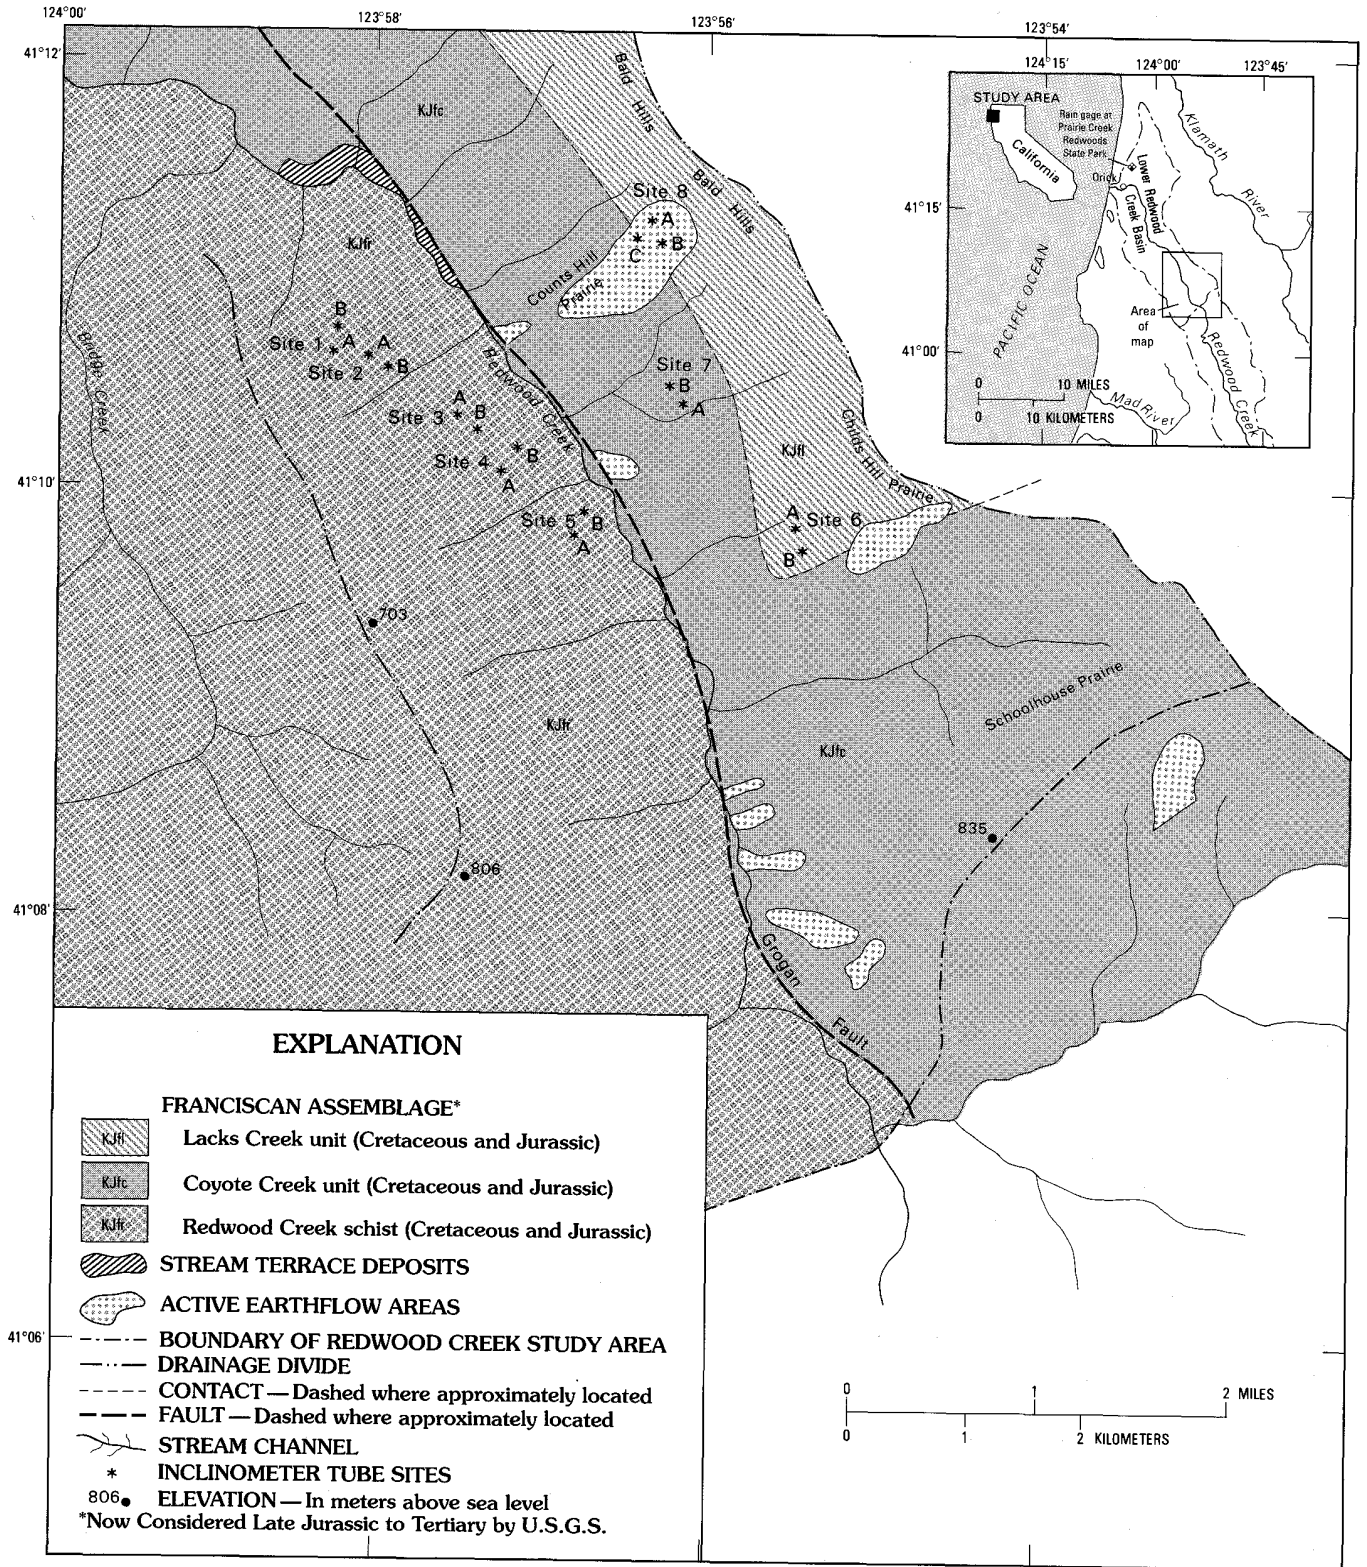 124°00'
123°58'
123°56'
123°54'
41°12'
41°10'
41°08'
41°06'
124°15'
124°00'
123°45'
41°15'
41°00'
STUDY AREA
California
Rain gage at
Prairie Creek
Redwoods
State Park
Orick
Lower Redwood
Creek Basin
Klamath
River
PACIFIC OCEAN
Area
of
map
Redwood Creek
Mad River
0 10 MILES
0 10 KILOMETERS
Bald Hills
Bald Hills
KJfc
Site 8
A
B
C
Counts Hill
Prairie
KJfr
Bridge Creek
B
Site 1 A
A
Site 2 B
Redwood Creek
A
Site 3 B
Site 4 B
A
Site 5 B
A
Site 7
B
A
KJfl
Childs Hill Prairie
A Site 6
B
703
KJfr
806
Schoolhouse Prairie
KJfc
835
Grogan
Fault
EXPLANATION
FRANCISCAN ASSEMBLAGE*
KJfl Lacks Creek unit (Cretaceous and Jurassic)
KJfc Coyote Creek unit (Cretaceous and Jurassic)
KJfr Redwood Creek schist (Cretaceous and Jurassic)
STREAM TERRACE DEPOSITS
ACTIVE EARTHFLOW AREAS
BOUNDARY OF REDWOOD CREEK STUDY AREA
DRAINAGE DIVIDE
CONTACT — Dashed where approximately located
FAULT — Dashed where approximately located
STREAM CHANNEL
* INCLINOMETER TUBE SITES
806 ELEVATION — In meters above sea level
*Now Considered Late Jurassic to Tertiary by U.S.G.S.
0 1 2 MILES
0 1 2 KILOMETERS